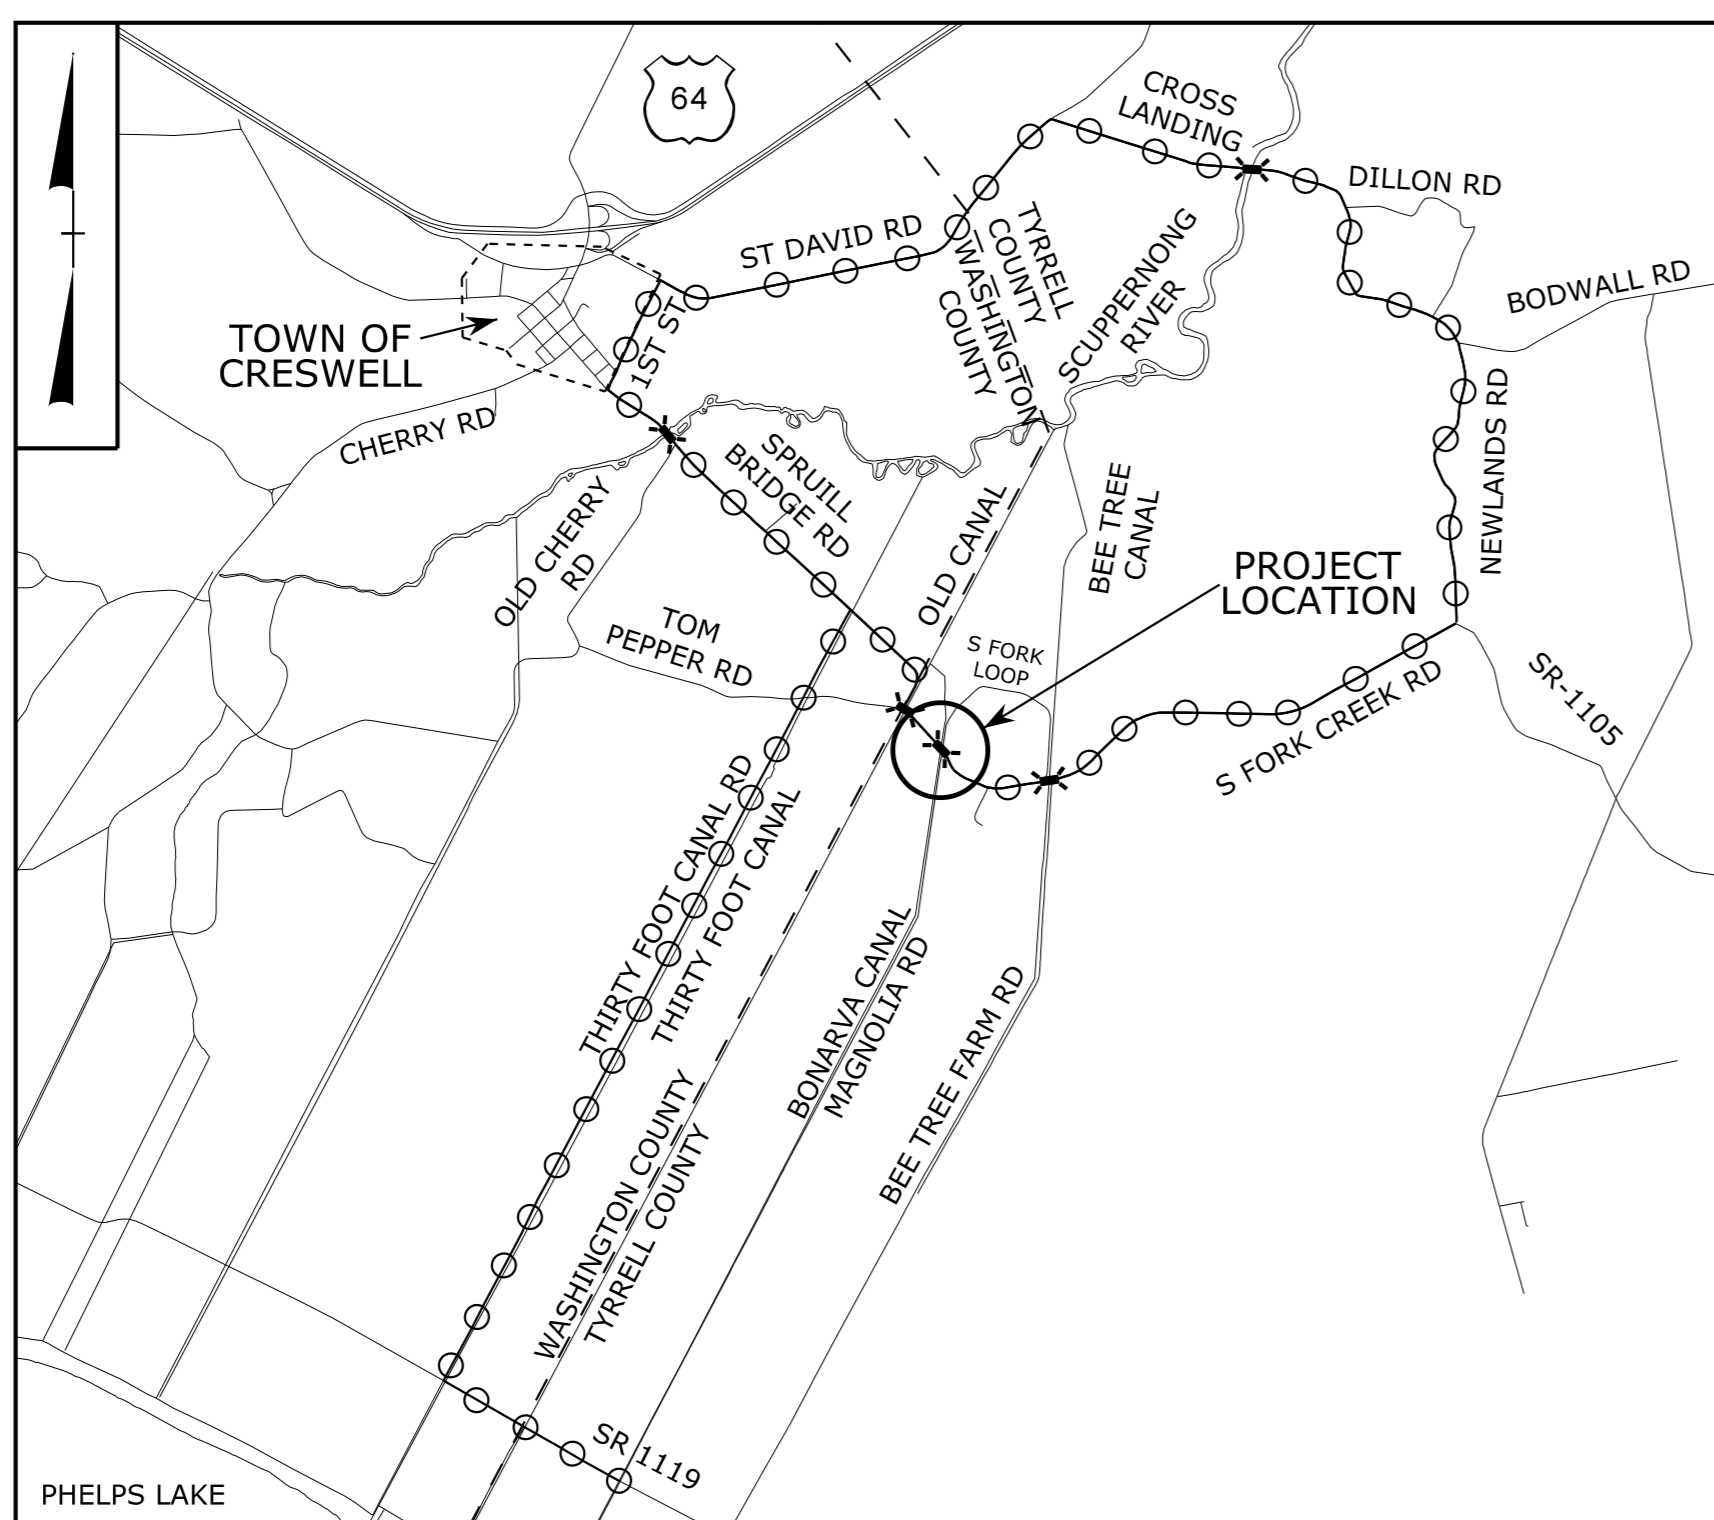 64
CROSS
LANDING
DILLON RD
ST DAVID RD
TYRRELL
COUNTY
WASHINGTON
COUNTY
SCUPPERNONG
RIVER
BODWALL RD
TOWN OF
CRESWELL
1ST ST
CHERRY RD
SPRUILL
BRIDGE RD
OLD CHERRY
RD
OLD CANAL
BEE TREE
CANAL
NEWLANDS RD
PROJECT
LOCATION
TOM
PEPPER RD
S FORK
LOOP
SR-1105
S FORK CREEK RD
THIRTY FOOT CANAL RD
THIRTY FOOT CANAL
BONARVA CANAL
MAGNOLIA RD
BEE TREE FARM RD
WASHINGTON COUNTY
TYRRELL COUNTY
SR 1119
PHELPS LAKE